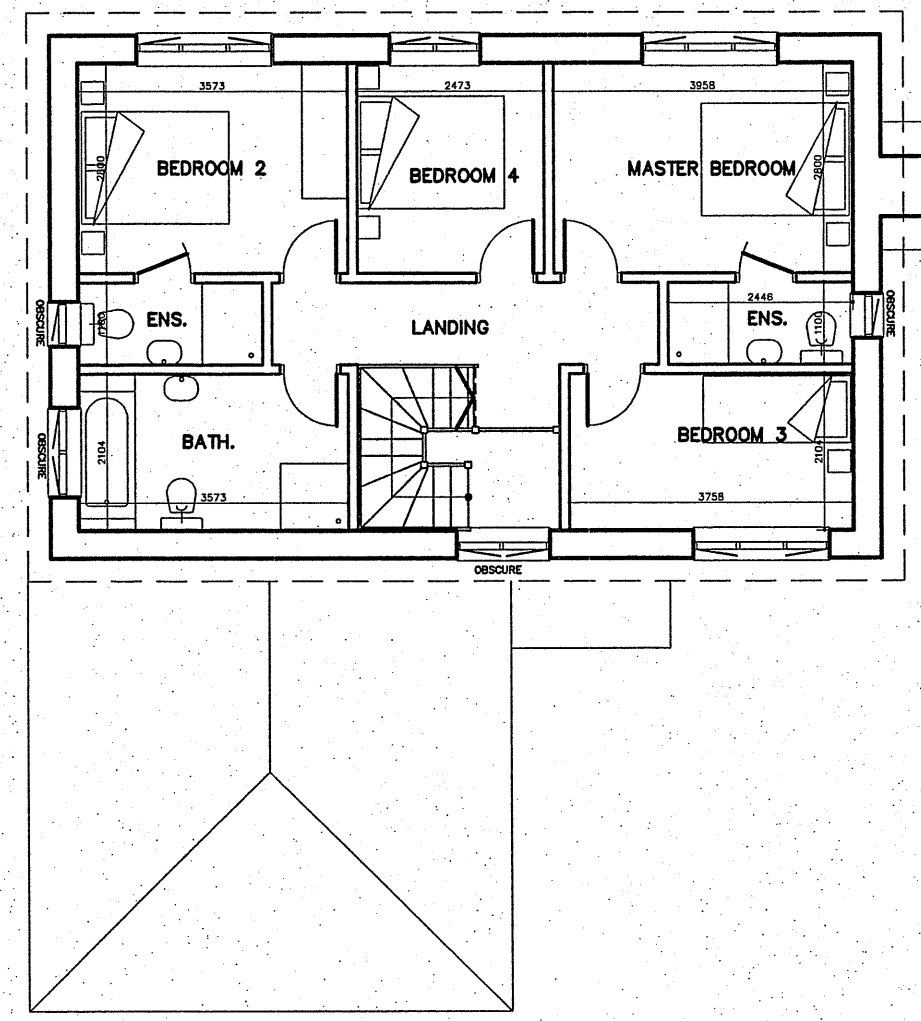 3573
2473
3958
BEDROOM 2
BEDROOM 4
MASTER BEDROOM
2800
2800
OBSCURE
ENS.
LANDING
2446
ENS.
1100
OBSCURE
OBSCURE
BATH.
2104
3573
BEDROOM 3
2104
3758
OBSCURE